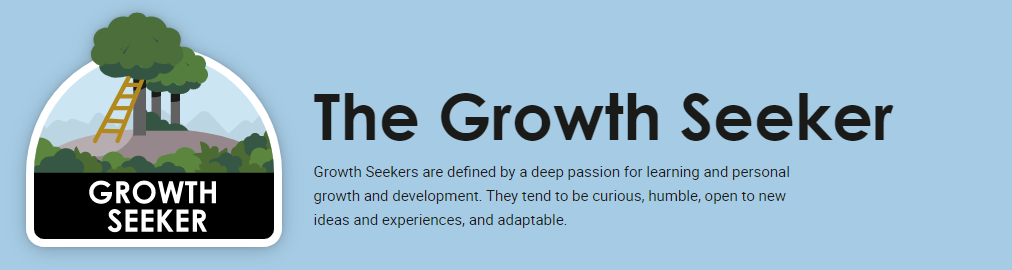 GROWTH
SEEKER
The Growth Seeker
Growth Seekers are defined by a deep passion for learning and personal
growth and development. They tend to be curious, humble, open to new
ideas and experiences, and adaptable.